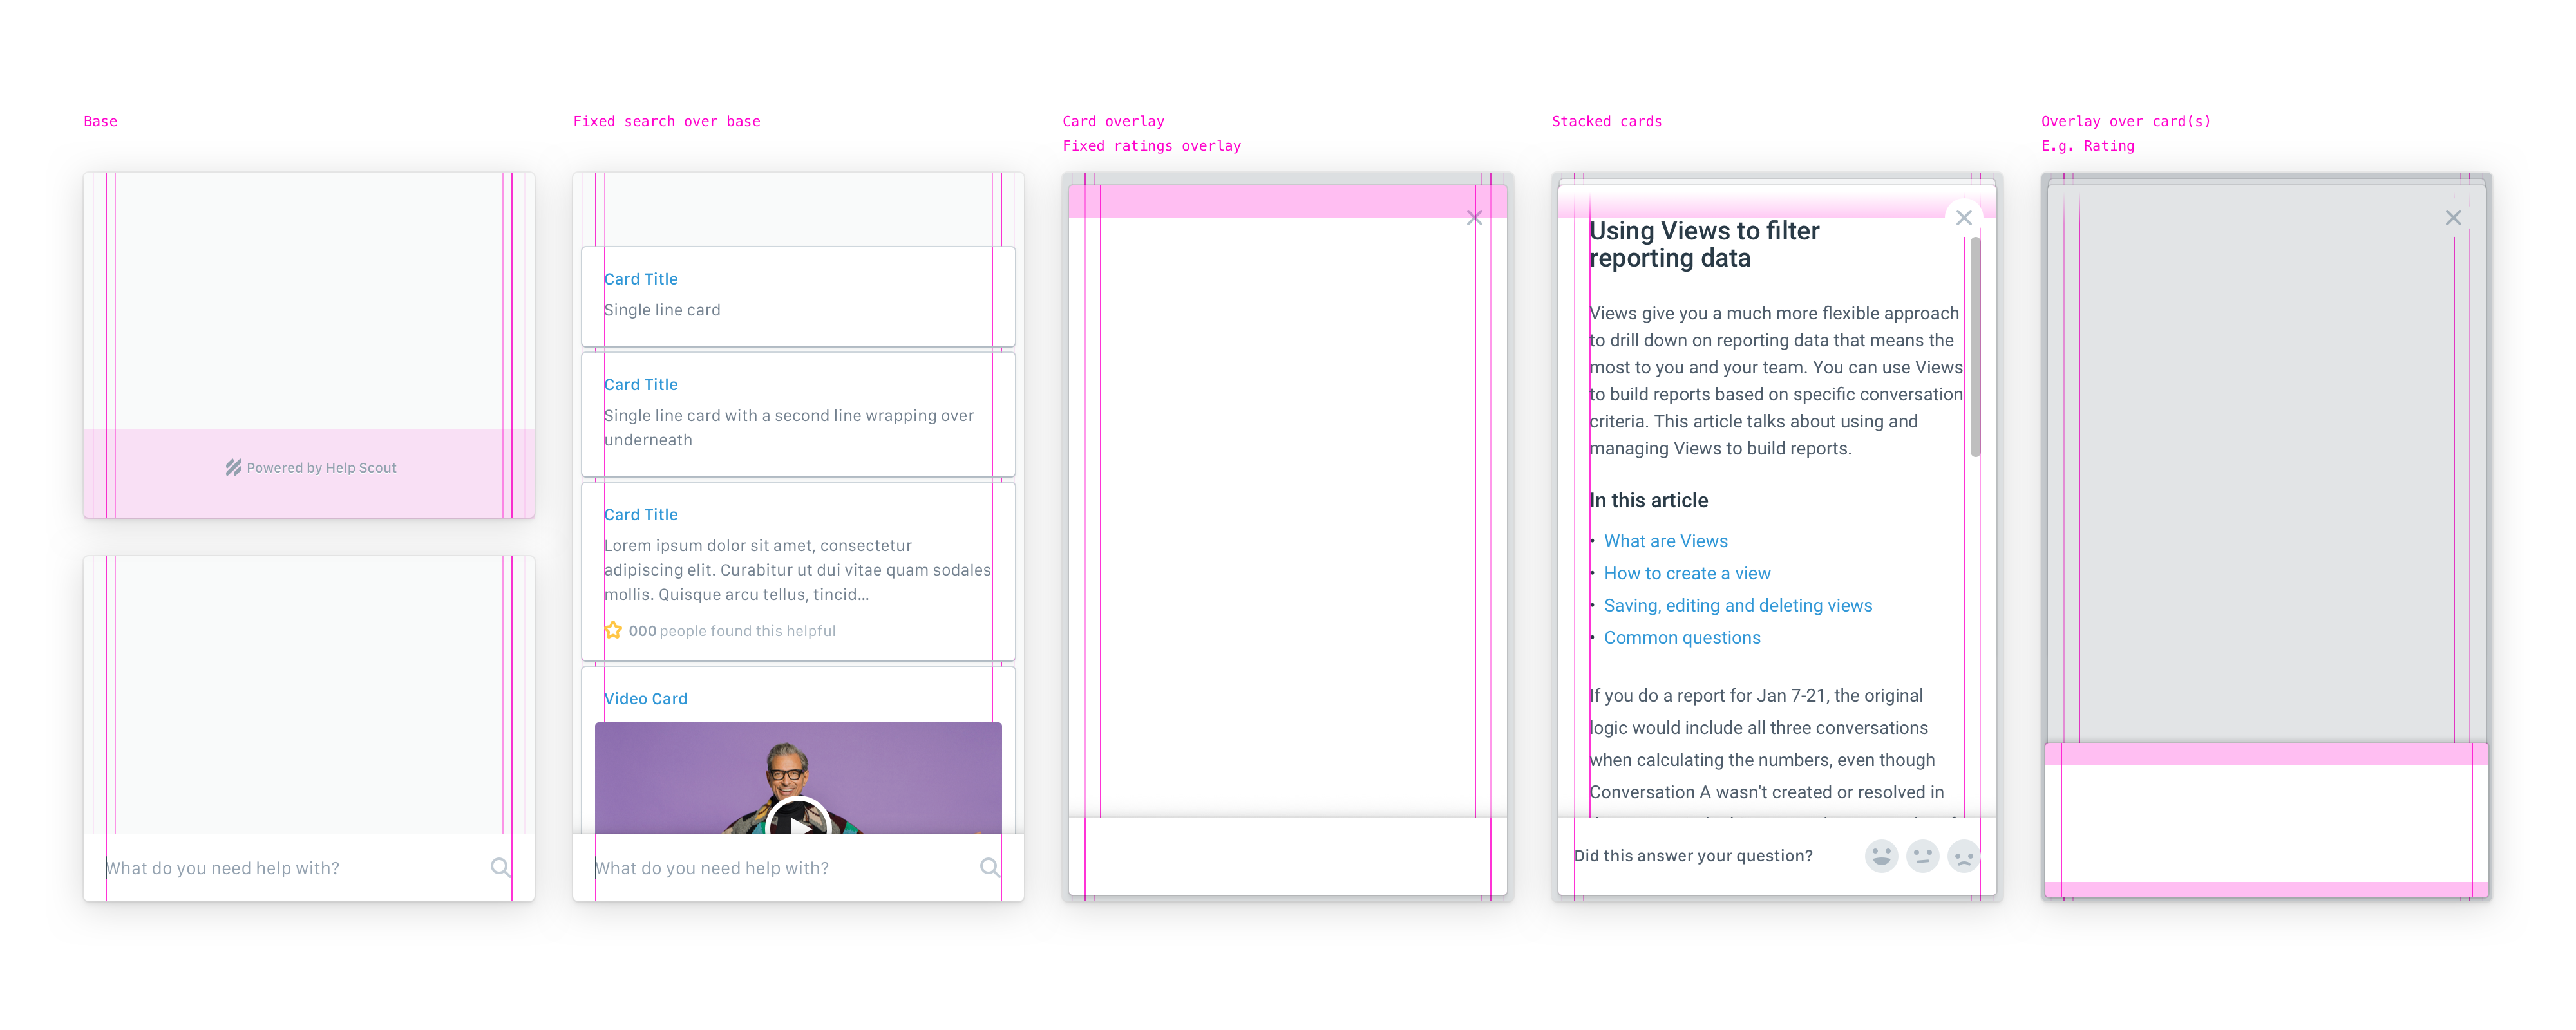 Base
Powered by Help Scout
What do you need help with?
Fixed search over base
Card Title
Single line card
Card Title
Single line card with a second line wrapping over
underneath
Card Title
Lorem ipsum dolor sit amet, consectetur
adipiscing elit. Curabitur ut dui vitae quam sodales
mollis. Quisque arcu tellus, tincid...
000 people found this helpful
Video Card
What do you need help with?
Card overlay
Fixed ratings overlay
Stacked cards
Using Views to filter
reporting data
Views give you a much more flexible approach
to drill down on reporting data that means the
most to you and your team. You can use Views
to build reports based on specific conversation
criteria. This article talks about using and
managing Views to build reports.
In this article
• What are Views
• How to create a view
• Saving, editing and deleting views
• Common questions
If you do a report for Jan 7-21, the original
logic would include all three conversations
when calculating the numbers, even though
Conversation A wasn't created or resolved in
Did this answer your question?
Overlay over card(s)
E.g. Rating